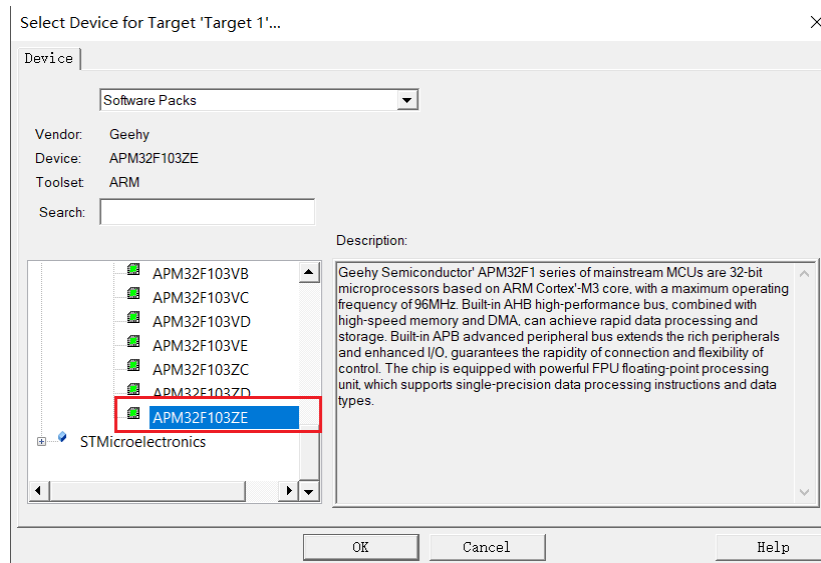 Select Device for Target 'Target 1'...
Device
Software Packs
Vendor: Geehy
Device: APM32F103ZE
Toolset: ARM
Search:
Description:
APM32F103VB
APM32F103VC
APM32F103VD
APM32F103VE
APM32F103ZC
APM32F103ZD
APM32F103ZE
STMicroelectronics
Geehy Semiconductor' APM32F1 series of mainstream MCUs are 32-bit
microprocessors based on ARM Cortex'-M3 core, with a maximum operating
frequency of 96MHz. Built-in AHB high-performance bus, combined with
high-speed memory and DMA, can achieve rapid data processing and
storage. Built-in APB advanced peripheral bus extends the rich peripherals
and enhanced I/O, guarantees the rapidity of connection and flexibility of
control. The chip is equipped with powerful FPU floating-point processing
unit, which supports single-precision data processing instructions and data
types.
OK
Cancel
Help